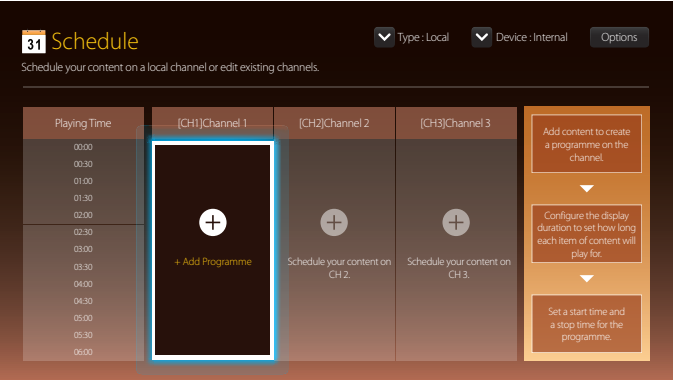 31 Schedule
Type : Local
Device : Internal
Options
Schedule your content on a local channel or edit existing channels.
Playing Time
[CH1]Channel 1
[CH2]Channel 2
[CH3]Channel 3
00:00
00:30
01:00
01:30
02:00
02:30
03:00
03:30
04:00
04:30
05:00
05:30
06:00
+ Add Programme
Schedule your content on
CH 2.
Schedule your content on
CH 3.
Add content to create
a programme on the
channel.
Configure the display
duration to set how long
each item of content will
play for.
Set a start time and
a stop time for the
programme.